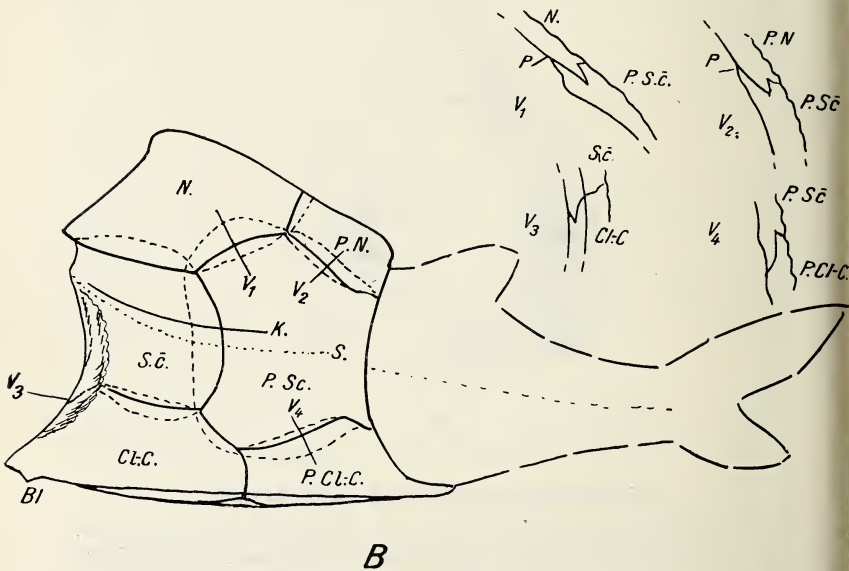 N.
P
P.S.c̄.
V₁
P.N
P
P.Sc̄
V₂.
S.c̄.
V₃
Cl-C
P.Sc̄
V₄
P.Cl-C.
N.
P.N.
V₁
V₂
K.
S.
S.c̄.
P.Sc.
V₃
V₄
Cl-C.
P.Cl-C.
Bl
B